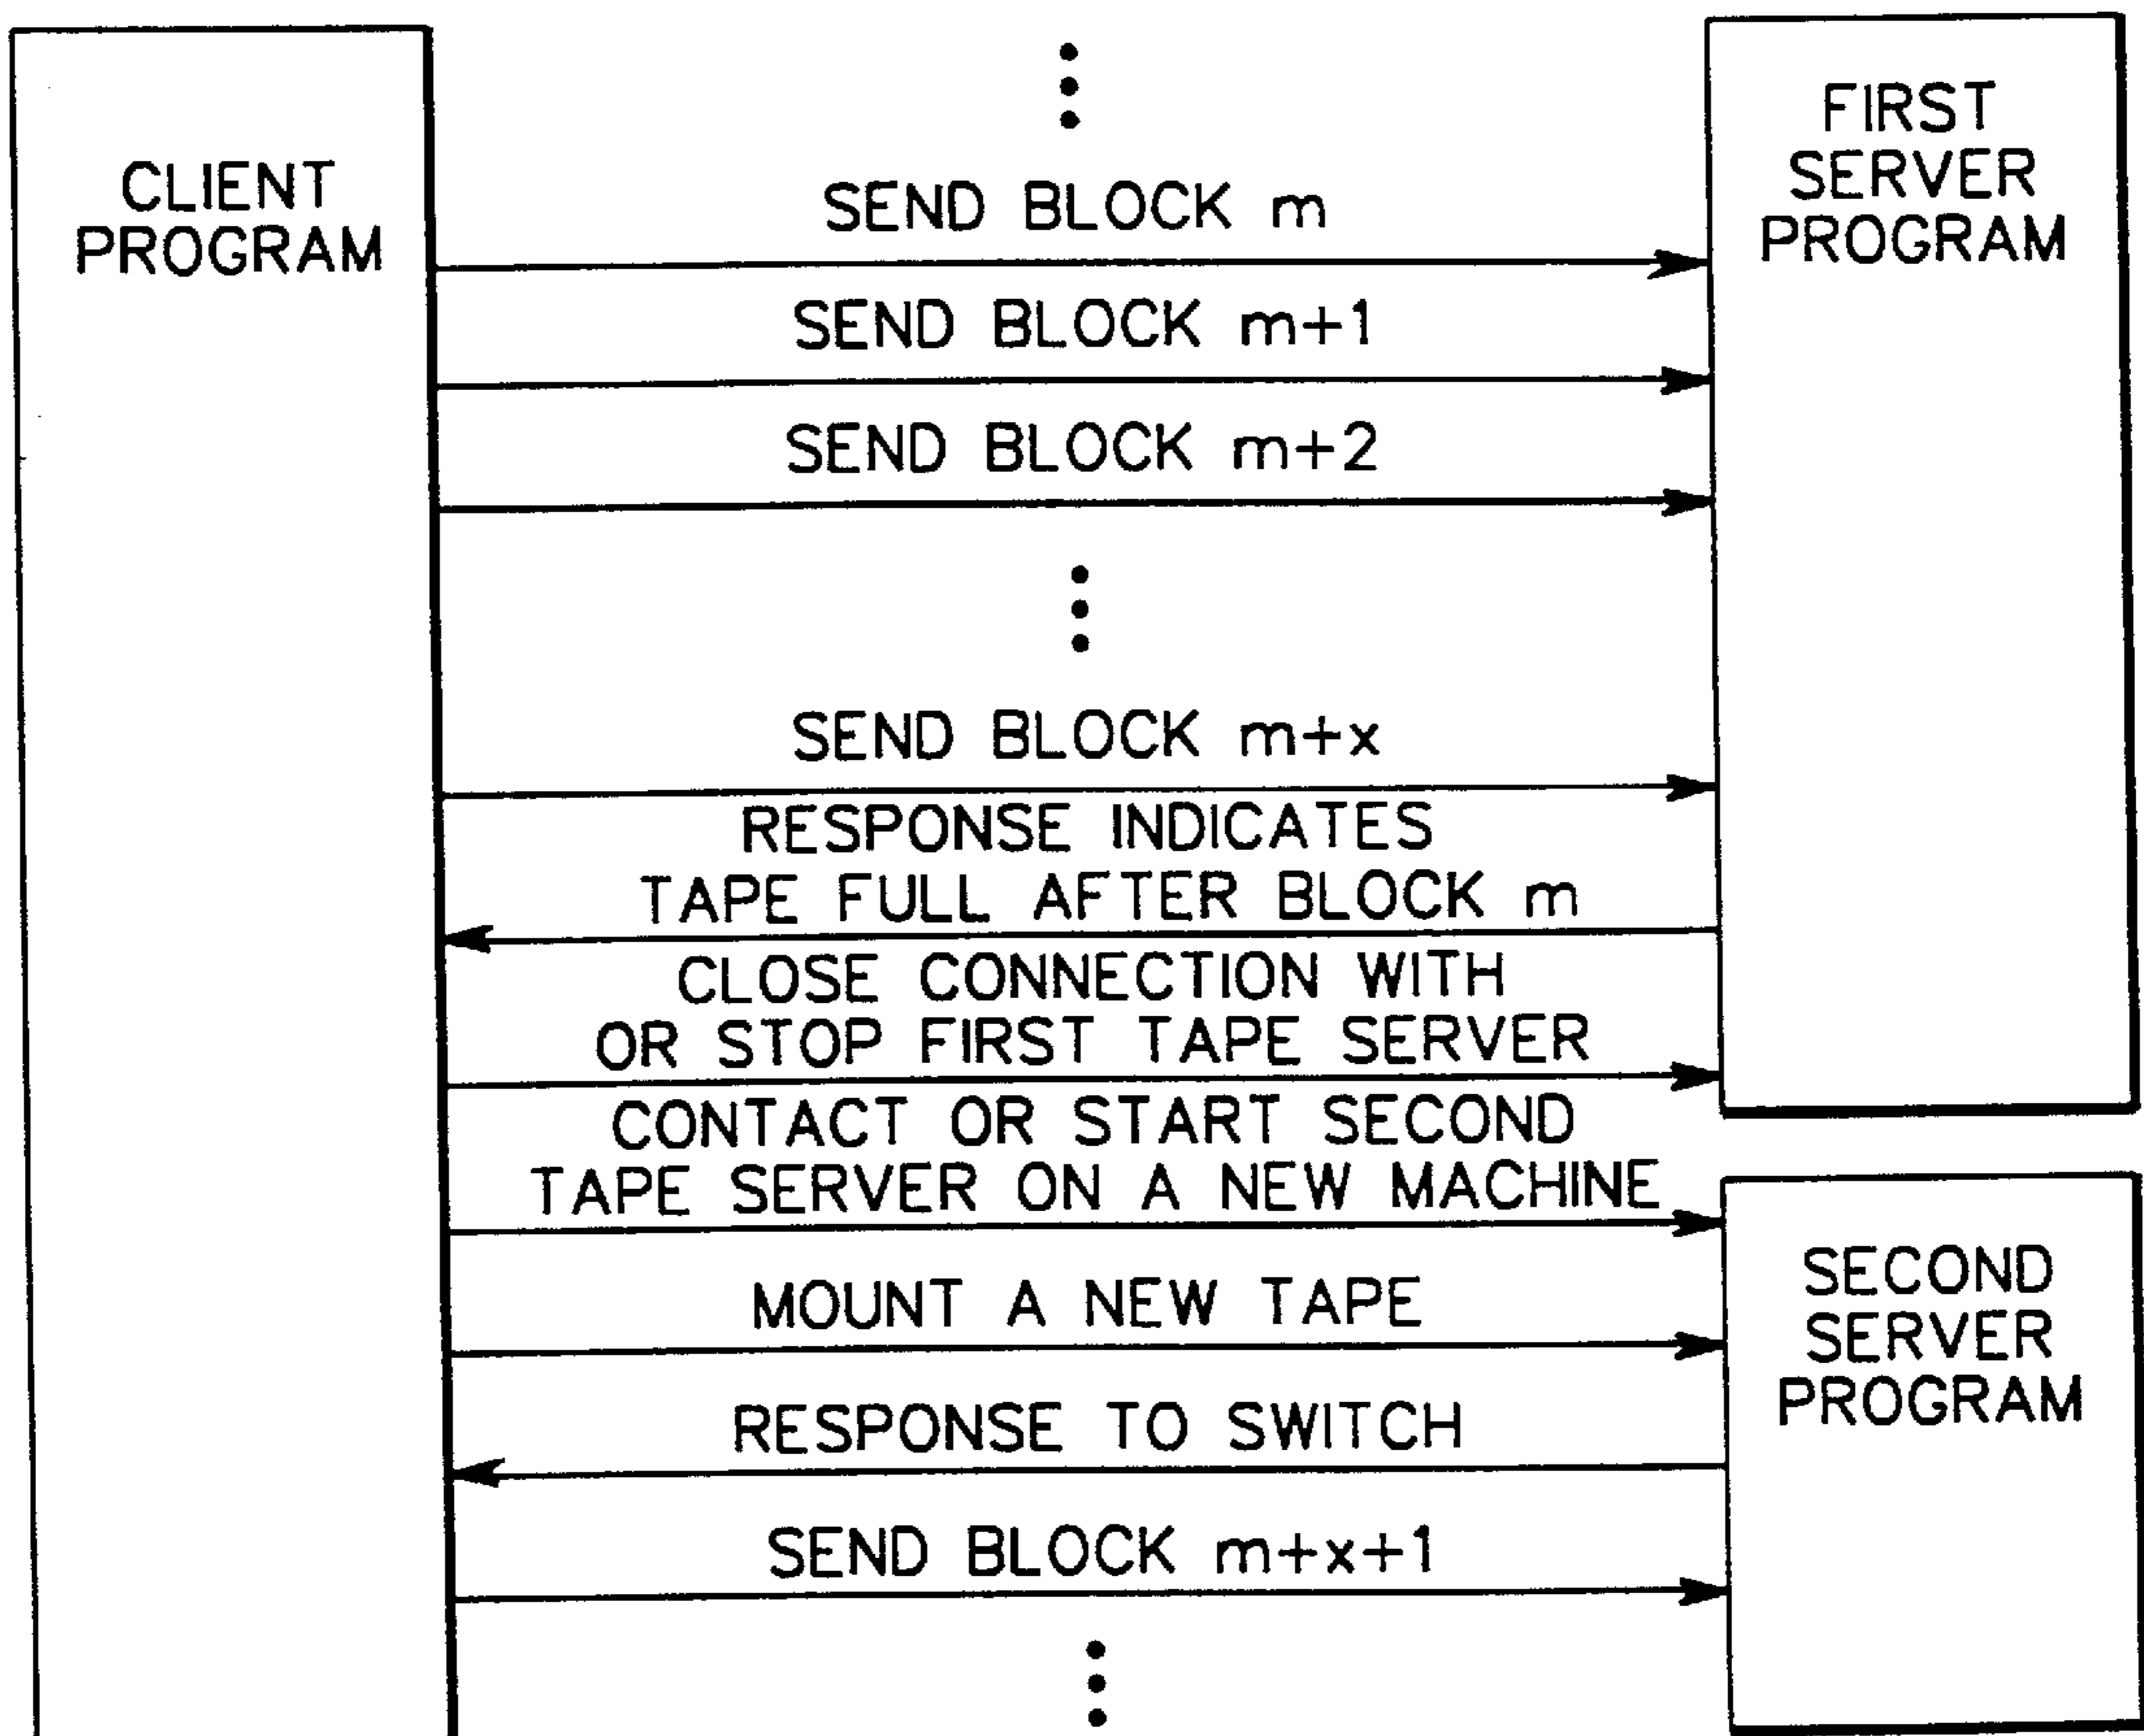 CLIENT
PROGRAM
FIRST
SERVER
PROGRAM
SEND BLOCK m
SEND BLOCK m+1
SEND BLOCK m+2
SEND BLOCK m+x
RESPONSE INDICATES
TAPE FULL AFTER BLOCK m
CLOSE CONNECTION WITH
OR STOP FIRST TAPE SERVER
CONTACT OR START SECOND
TAPE SERVER ON A NEW MACHINE
SECOND
SERVER
PROGRAM
MOUNT A NEW TAPE
RESPONSE TO SWITCH
SEND BLOCK m+x+1